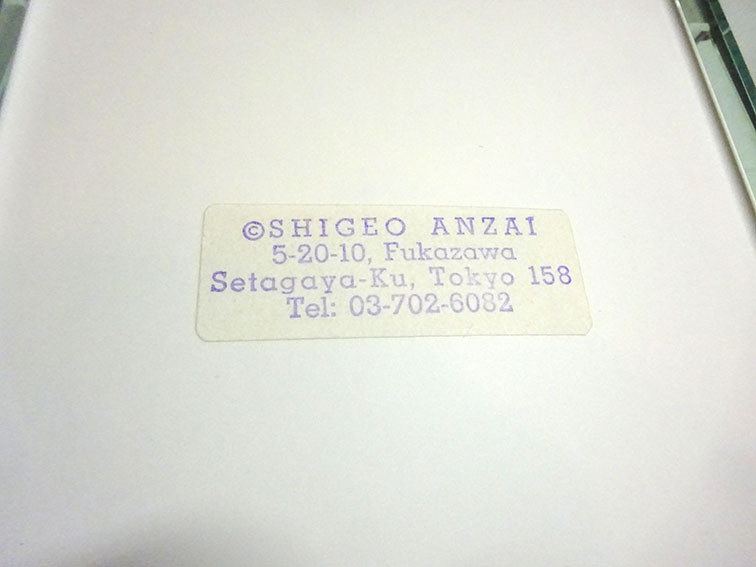 ©SHIGEO ANZAI
5-20-10, Fukazawa
Setagaya-Ku, Tokyo 158
Tel: 03-702-6082